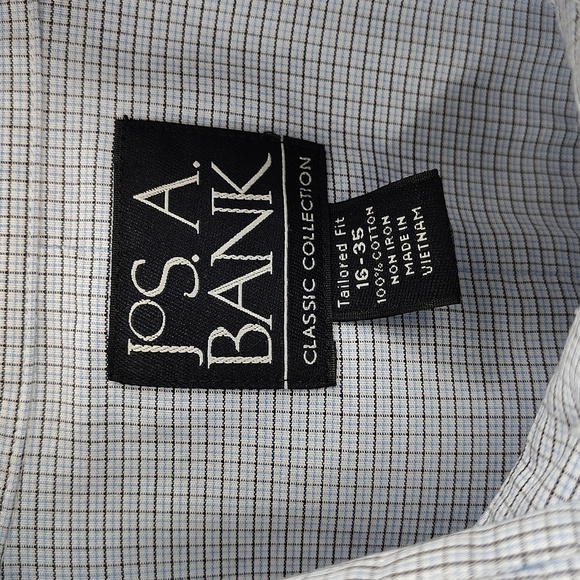 JOS. A.
BANK
CLASSIC COLLECTION
Tailored Fit
16-35
100% COTTON
NON IRON
MADE IN
VIETNAM